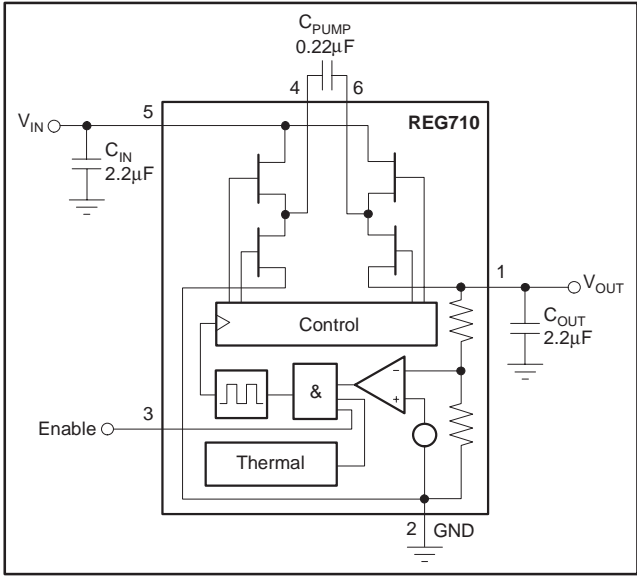 C_PUMP
0.22µF
4 6
V_IN
5
REG710
C_IN
2.2µF
1
V_OUT
C_OUT
2.2µF
Control
−
+
&
3
Enable
Thermal
2 GND